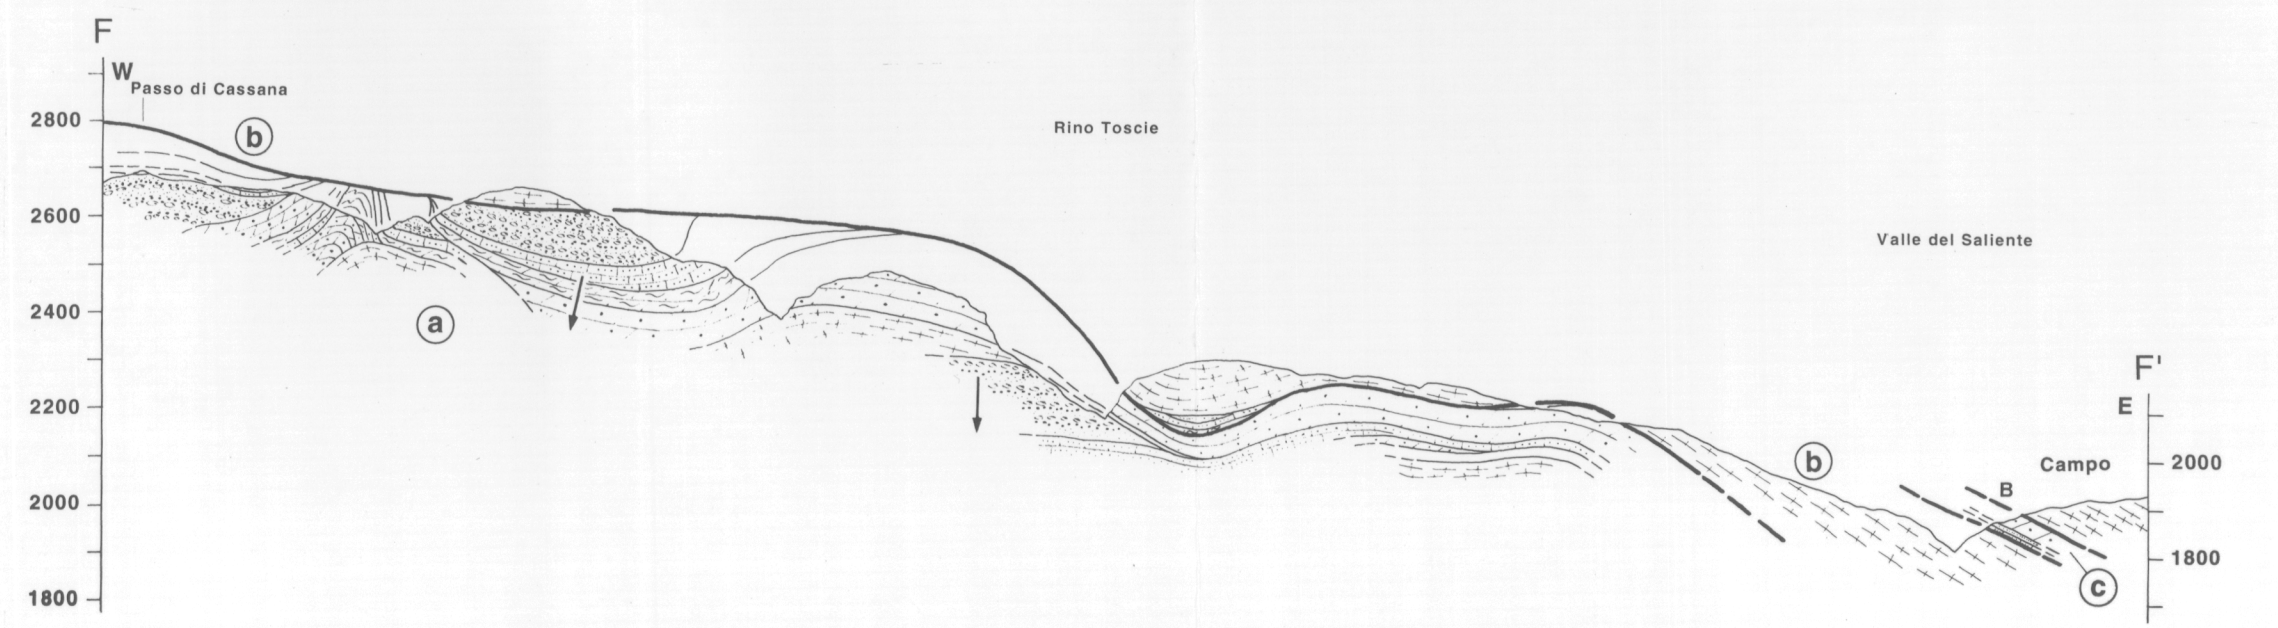 F
W
Passo di Cassana
2800
b
Rino Toscie
2600
Valle del Saliente
2400
a
F'
2200
E
b
Campo
2000
B
2000
1800
c
1800